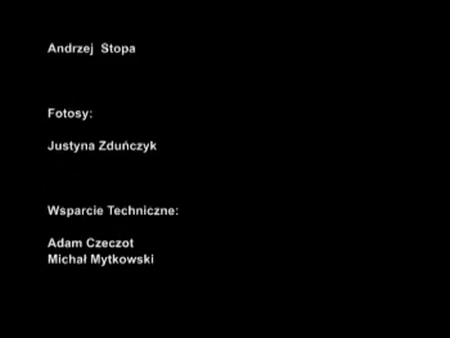 Andrzej Stopa
Fotosy:
Justyna Zduńczyk
Wsparcie Techniczne:
Adam Czeczot
Michał Mytkowski